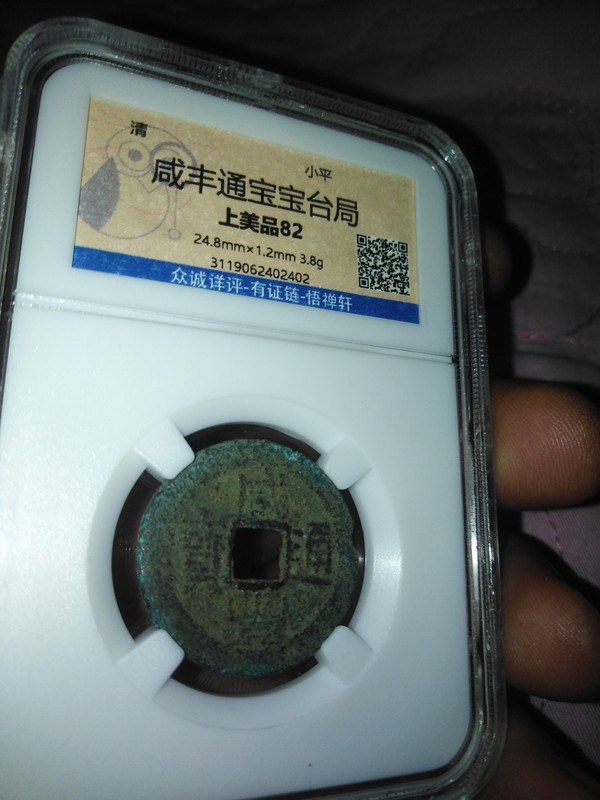 清
小平
咸丰通宝宝台局
上美品82
24.8mm×1.2mm 3.8g
3119062402402
众诚详评-有证链-悟禅轩
通